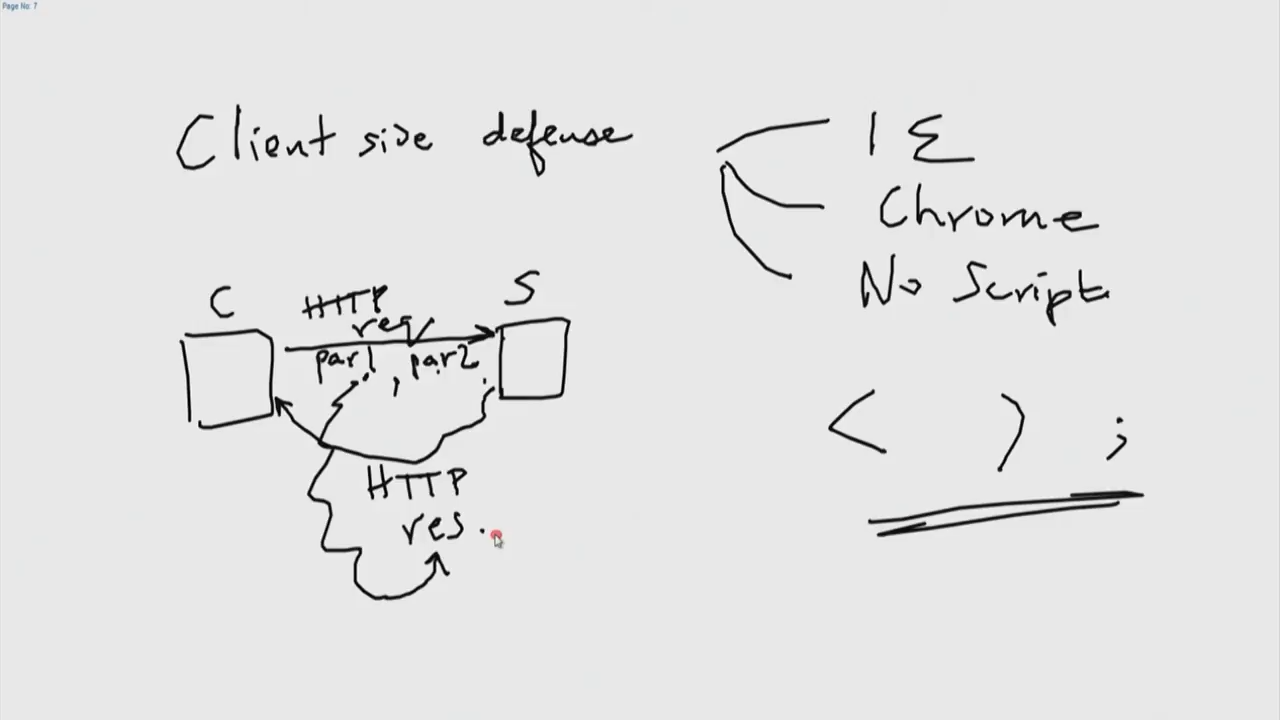 Page No: 7
Client side defense
IE
Chrome
No Script
C
HTTP
req
S
par1, par2
< ) ;
HTTP
res.